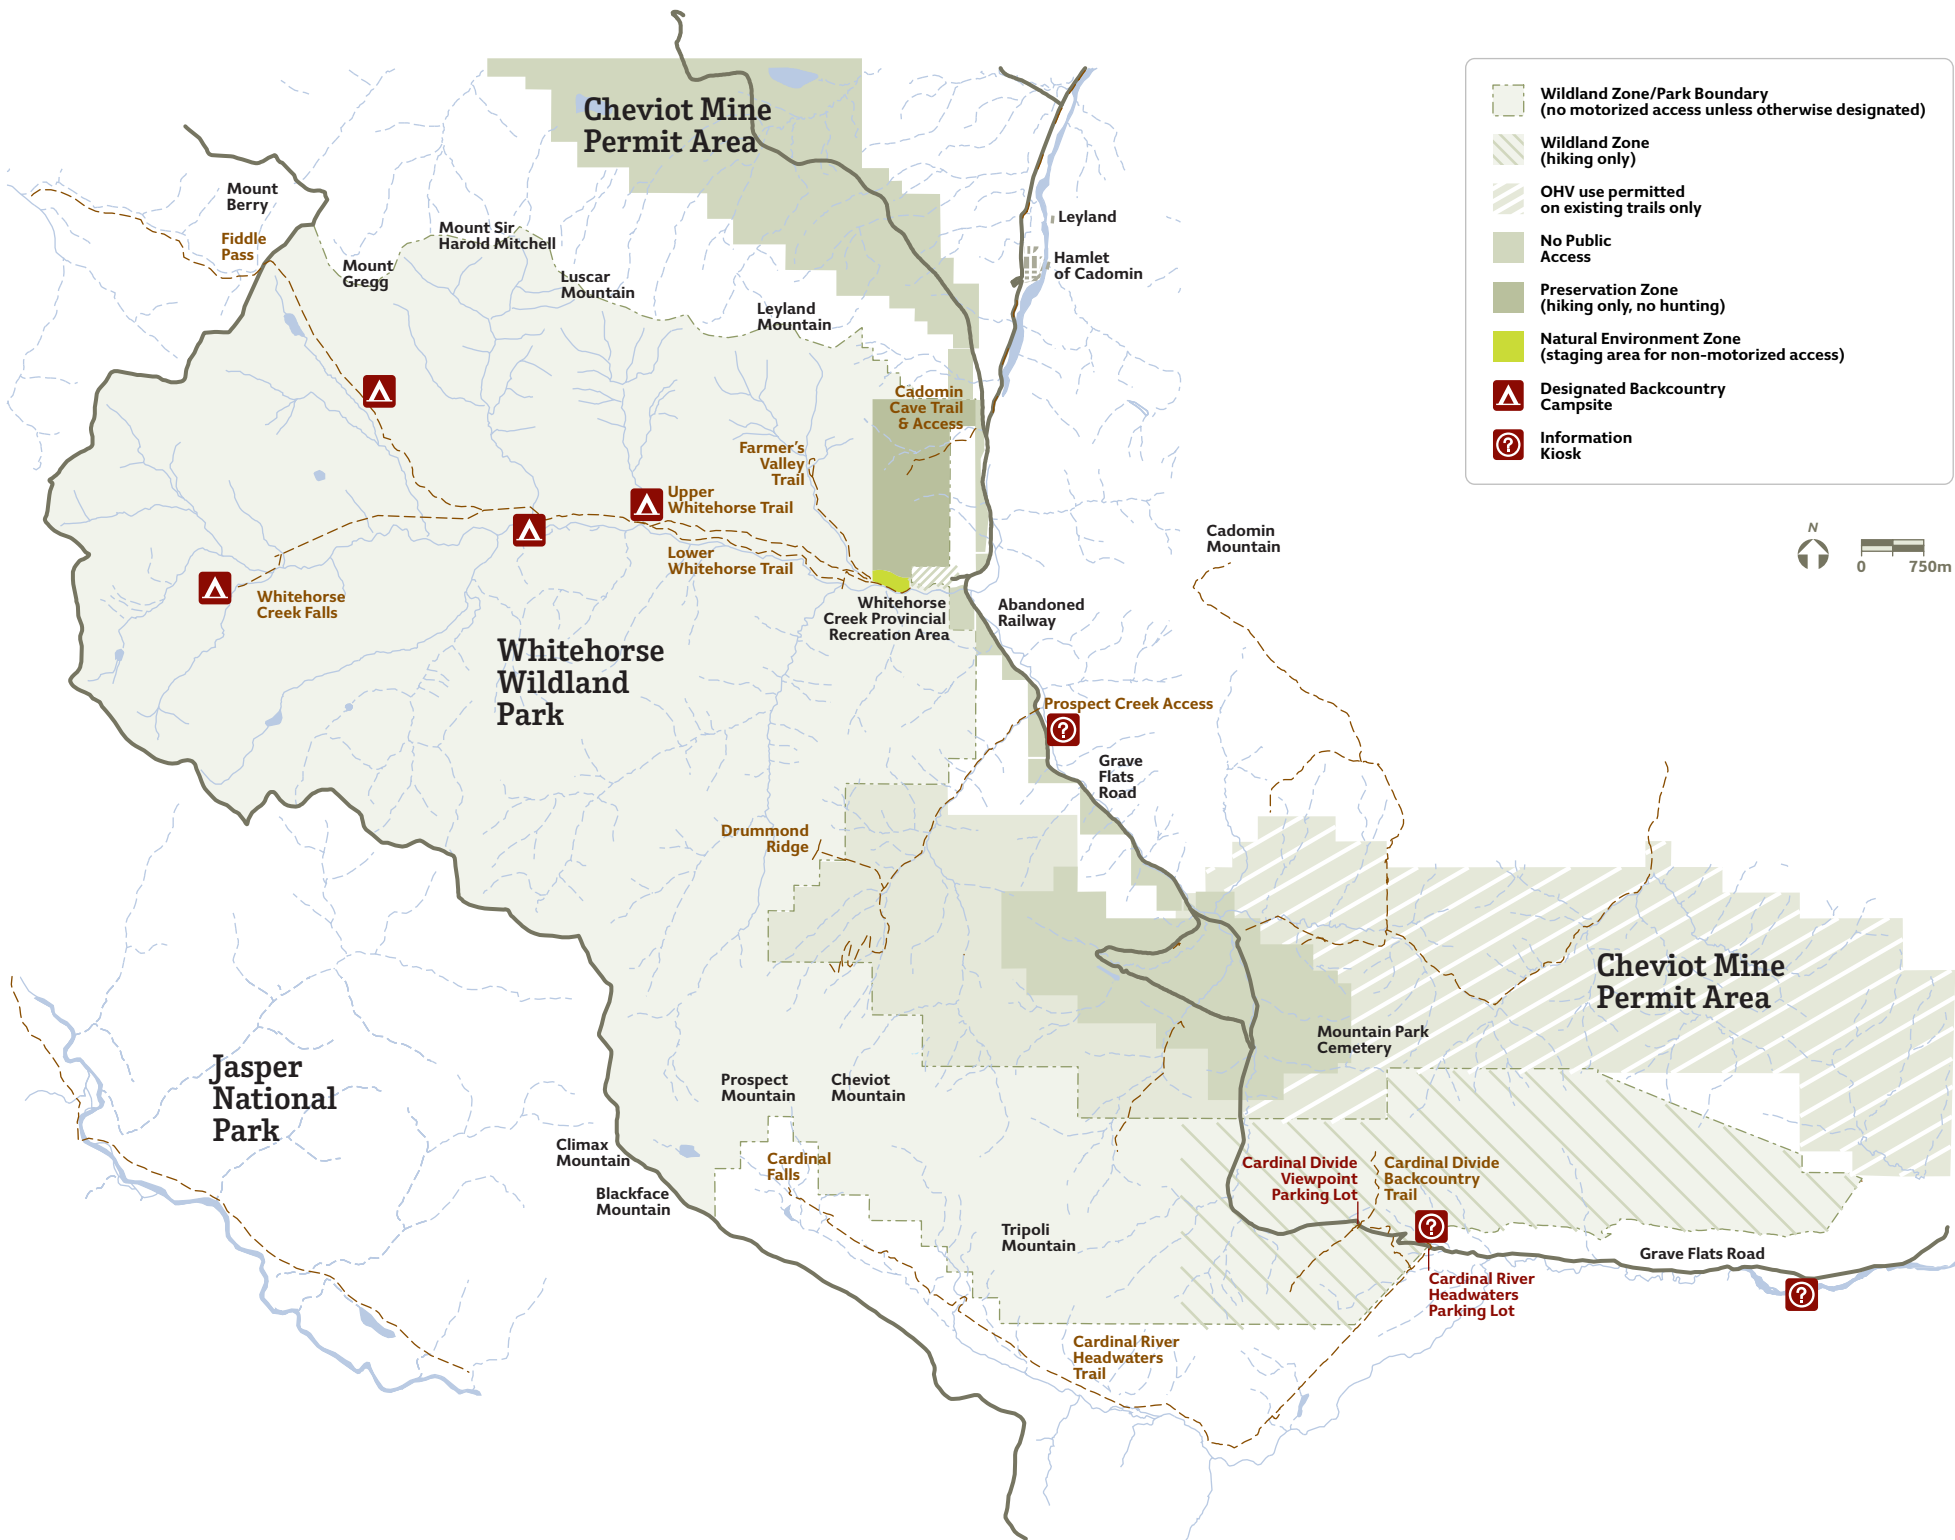 Cheviot Mine
Permit Area
Wildland Zone/Park Boundary
(no motorized access unless otherwise designated)
Wildland Zone
(hiking only)
OHV use permitted
on existing trails only
No Public
Access
Preservation Zone
(hiking only, no hunting)
Natural Environment Zone
(staging area for non-motorized access)
Designated Backcountry
Campsite
Information
Kiosk
N
0 750m
Mount
Berry
Fiddle
Pass
Mount
Gregg
Mount Sir
Harold Mitchell
Luscar
Mountain
Leyland
Mountain
Leyland
Hamlet
of Cadomin
Cadomin
Cave Trail
& Access
Farmer's
Valley
Trail
Upper
Whitehorse Trail
Lower
Whitehorse Trail
Whitehorse
Creek Falls
Whitehorse
Creek Provincial
Recreation Area
Abandoned
Railway
Cadomin
Mountain
Whitehorse
Wildland
Park
Prospect Creek Access
?
Grave
Flats
Road
Drummond
Ridge
Cheviot Mine
Permit Area
Mountain Park
Cemetery
Jasper
National
Park
Prospect
Mountain
Cheviot
Mountain
Climax
Mountain
Blackface
Mountain
Cardinal
Falls
Tripoli
Mountain
Cardinal Divide
Viewpoint
Parking Lot
Cardinal Divide
Backcountry
Trail
?
Cardinal River
Headwaters
Parking Lot
Grave Flats Road
?
Cardinal River
Headwaters
Trail